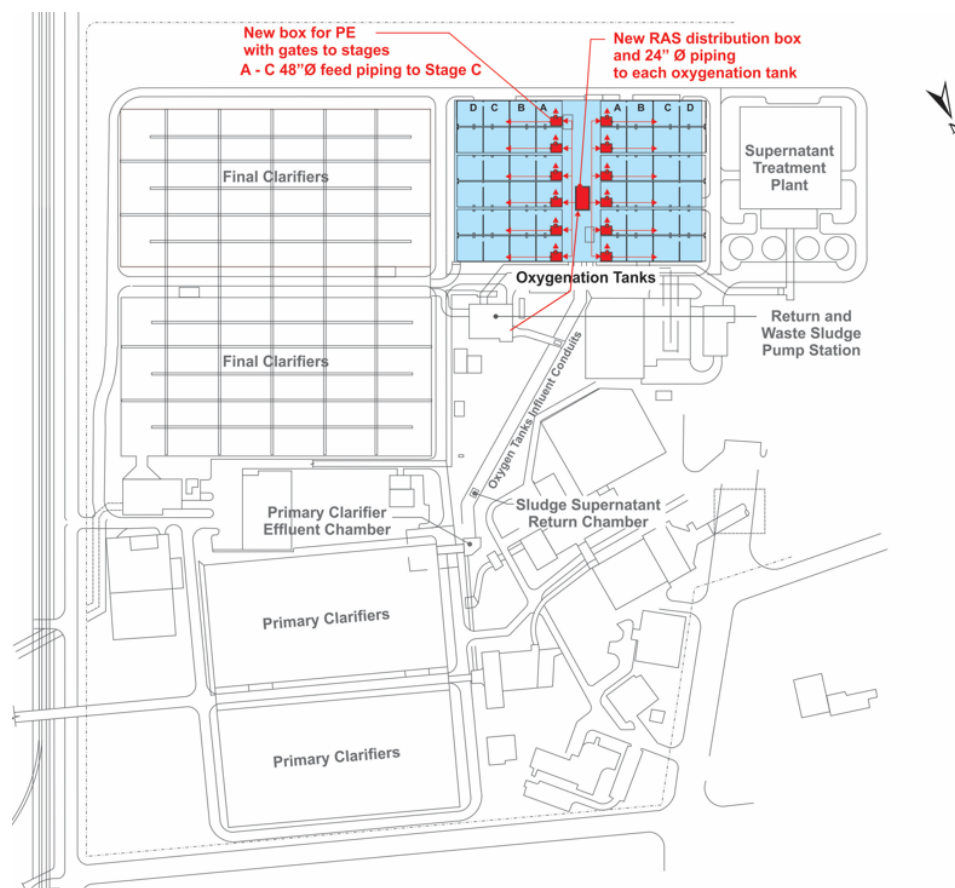 New box for PE
with gates to stages
A - C 48”Ø feed piping to Stage C
New RAS distribution box
and 24” Ø piping
to each oxygenation tank
D C B A
A B C D
Final Clarifiers
Supernatant
Treatment
Plant
Oxygenation Tanks
Return and
Waste Sludge
Pump Station
Final Clarifiers
Oxygen Tanks Influent Conduits
Primary Clarifier
Effluent Chamber
Sludge Supernatant
Return Chamber
Primary Clarifiers
Primary Clarifiers